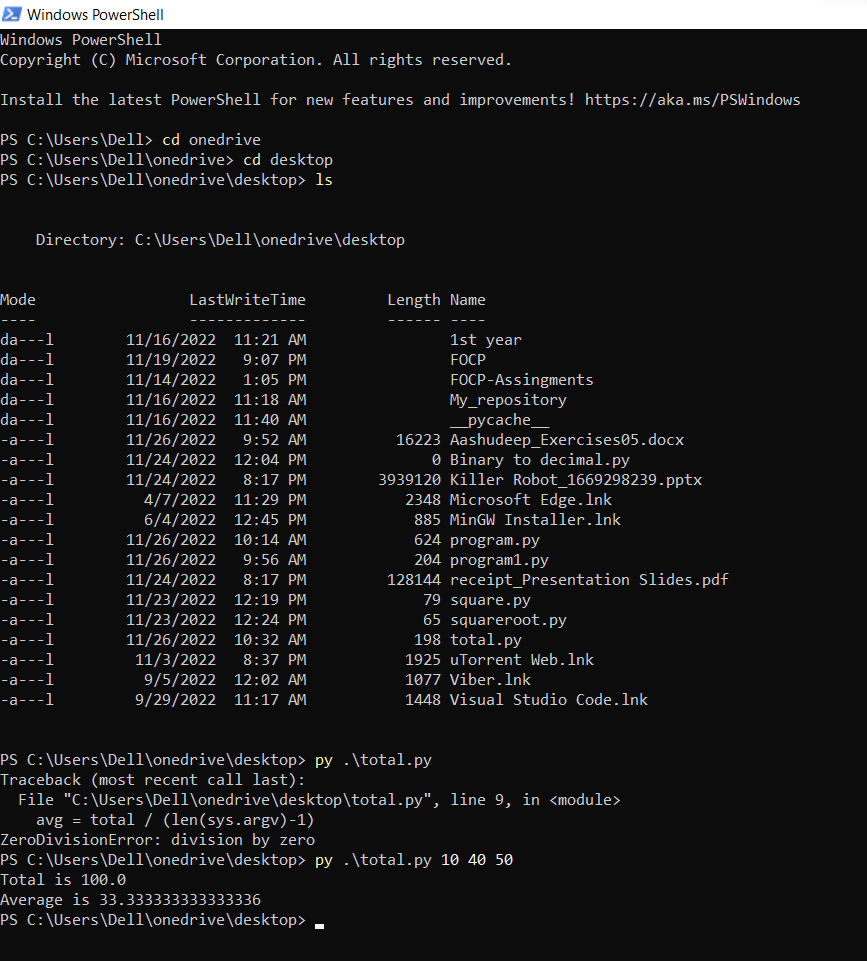 Windows PowerShell
Windows PowerShell
Copyright (C) Microsoft Corporation. All rights reserved.
Install the latest PowerShell for new features and improvements! https://aka.ms/PSWindows
PS C:\Users\Dell> cd onedrive
PS C:\Users\Dell\onedrive> cd desktop
PS C:\Users\Dell\onedrive\desktop> ls
    Directory: C:\Users\Dell\onedrive\desktop
Mode                 LastWriteTime         Length Name
----                 -------------         ------ ----
da---l        11/16/2022  11:21 AM                1st year
da---l        11/19/2022   9:07 PM                FOCP
da---l        11/14/2022   1:05 PM                FOCP-Assingments
da---l        11/16/2022  11:18 AM                My_repository
da---l        11/16/2022  11:40 AM                __pycache__
-a---l        11/26/2022   9:52 AM          16223 Aashudeep_Exercises05.docx
-a---l        11/24/2022  12:04 PM              0 Binary to decimal.py
-a---l        11/24/2022   8:17 PM        3939120 Killer Robot_1669298239.pptx
-a---l          4/7/2022  11:29 PM           2348 Microsoft Edge.lnk
-a---l          6/4/2022  12:45 PM            885 MinGW Installer.lnk
-a---l        11/26/2022  10:14 AM            624 program.py
-a---l        11/26/2022   9:56 AM            204 program1.py
-a---l        11/24/2022   8:17 PM         128144 receipt_Presentation Slides.pdf
-a---l        11/23/2022  12:19 PM             79 square.py
-a---l        11/23/2022  12:24 PM             65 squareroot.py
-a---l        11/26/2022  10:32 AM            198 total.py
-a---l         11/3/2022   8:37 PM           1925 uTorrent Web.lnk
-a---l          9/5/2022  12:02 AM           1077 Viber.lnk
-a---l         9/29/2022  11:17 AM           1448 Visual Studio Code.lnk
PS C:\Users\Dell\onedrive\desktop> py .\total.py
Traceback (most recent call last):
  File "C:\Users\Dell\onedrive\desktop\total.py", line 9, in <module>
    avg = total / (len(sys.argv)-1)
ZeroDivisionError: division by zero
PS C:\Users\Dell\onedrive\desktop> py .\total.py 10 40 50
Total is 100.0
Average is 33.333333333333336
PS C:\Users\Dell\onedrive\desktop>